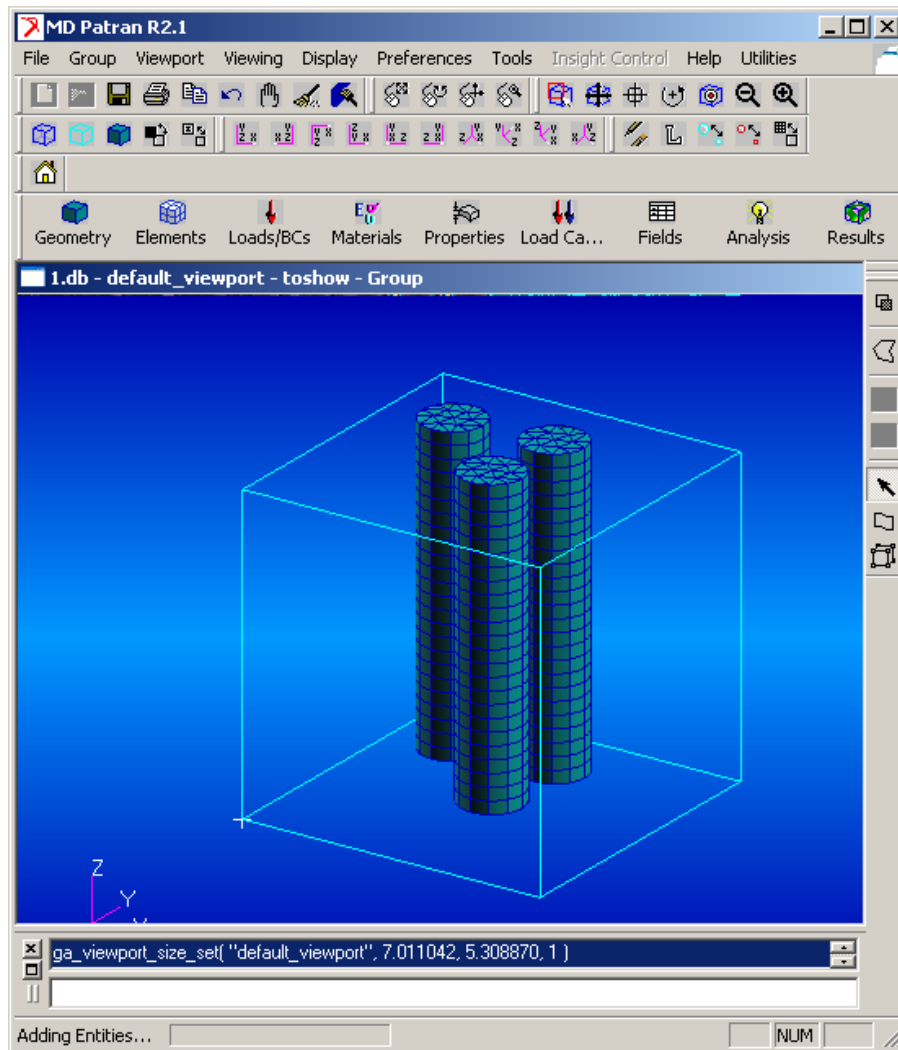 MD Patran R2.1
File Group Viewport Viewing Display Preferences Tools Insight Control Help Utilities
Geometry Elements Loads/BCs Materials Properties Load Ca... Fields Analysis Results
1.db - default_viewport - toshow - Group
Z
Y
ga_viewport_size_set( "default_viewport", 7.011042, 5.308870, 1 )
Adding Entities... NUM